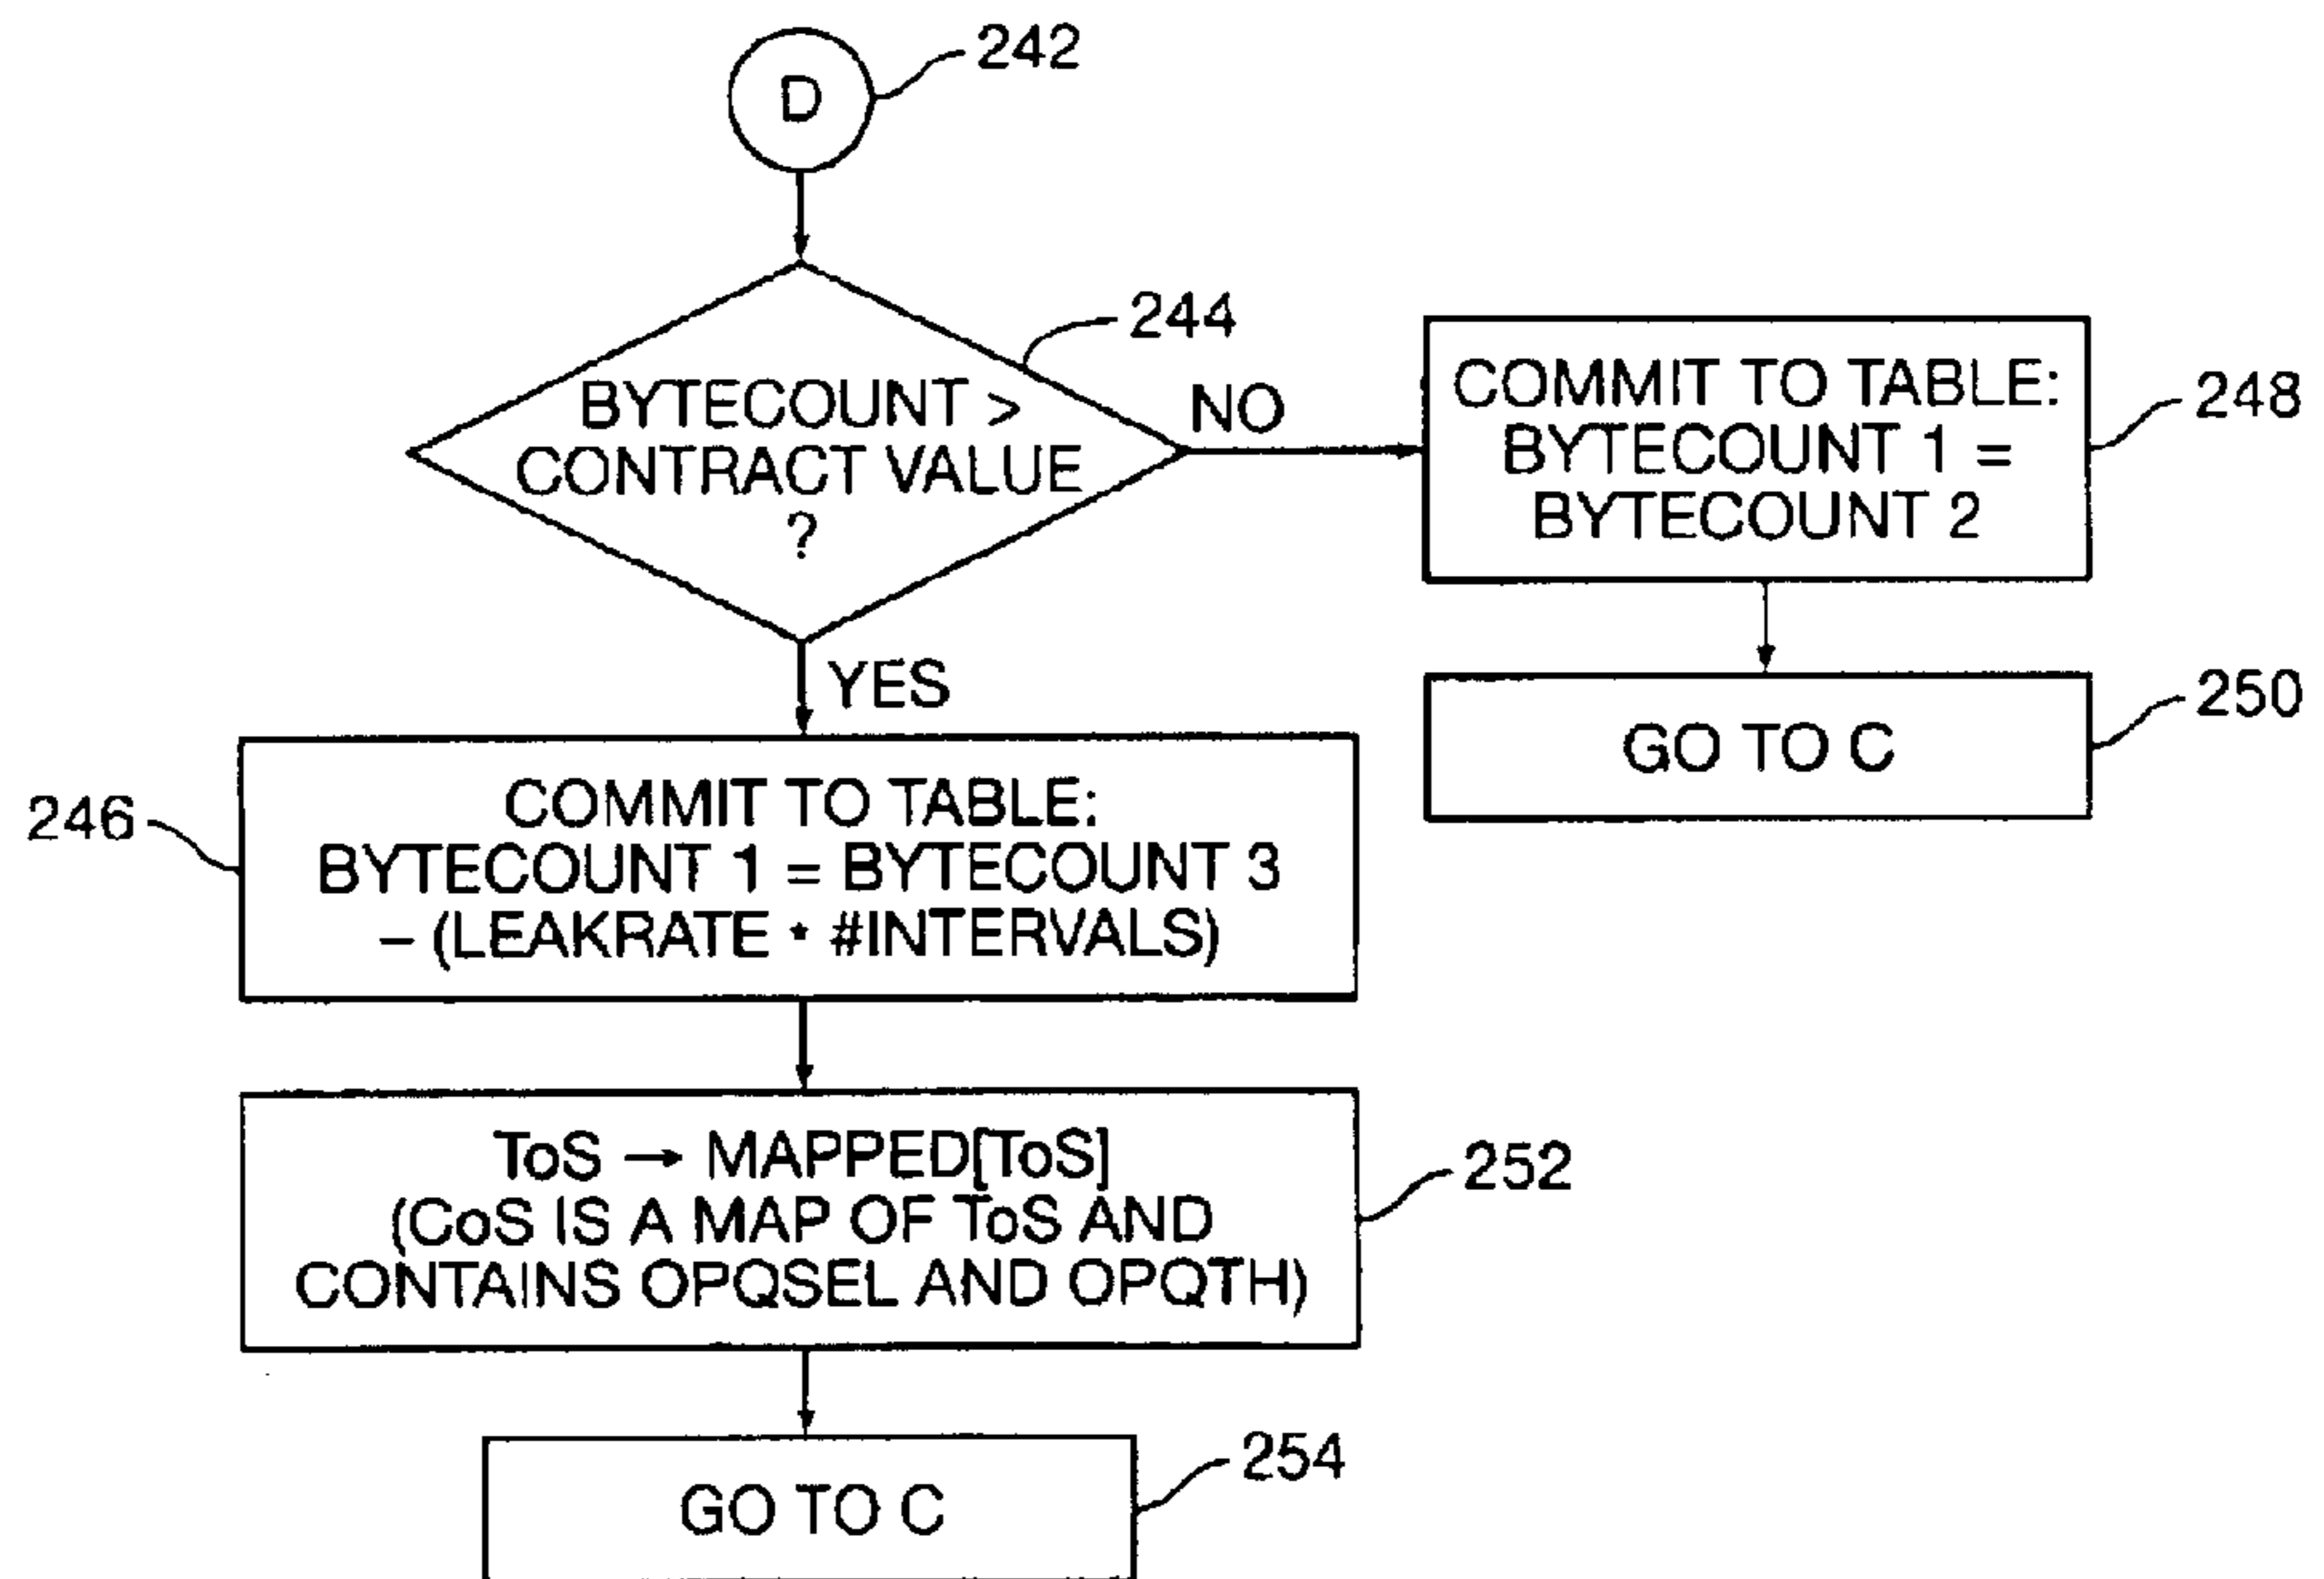 D
242
244
BYTECOUNT >
CONTRACT VALUE
?
NO
COMMIT TO TABLE:
BYTECOUNT 1 =
BYTECOUNT 2
248
YES
GO TO C
250
246
COMMIT TO TABLE:
BYTECOUNT 1 = BYTECOUNT 3
– (LEAKRATE * #INTERVALS)
ToS → MAPPED[ToS]
(CoS IS A MAP OF ToS AND
CONTAINS OPQSEL AND OPQTH)
252
GO TO C
254